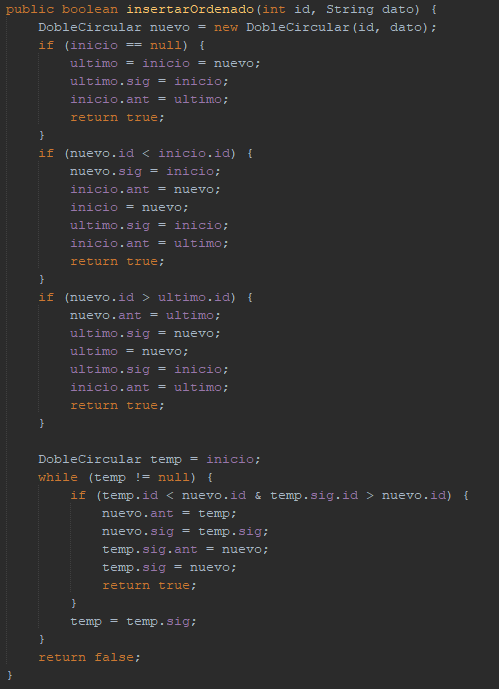 public boolean insertarOrdenado(int id, String dato) {
    DobleCircular nuevo = new DobleCircular(id, dato);
    if (inicio == null) {
        ultimo = inicio = nuevo;
        ultimo.sig = inicio;
        inicio.ant = ultimo;
        return true;
    }
    if (nuevo.id < inicio.id) {
        nuevo.sig = inicio;
        inicio.ant = nuevo;
        inicio = nuevo;
        ultimo.sig = inicio;
        inicio.ant = ultimo;
        return true;
    }
    if (nuevo.id > ultimo.id) {
        nuevo.ant = ultimo;
        ultimo.sig = nuevo;
        ultimo = nuevo;
        ultimo.sig = inicio;
        inicio.ant = ultimo;
        return true;
    }

    DobleCircular temp = inicio;
    while (temp != null) {
        if (temp.id < nuevo.id & temp.sig.id > nuevo.id) {
            nuevo.ant = temp;
            nuevo.sig = temp.sig;
            temp.sig.ant = nuevo;
            temp.sig = nuevo;
            return true;
        }
        temp = temp.sig;
    }
    return false;
}